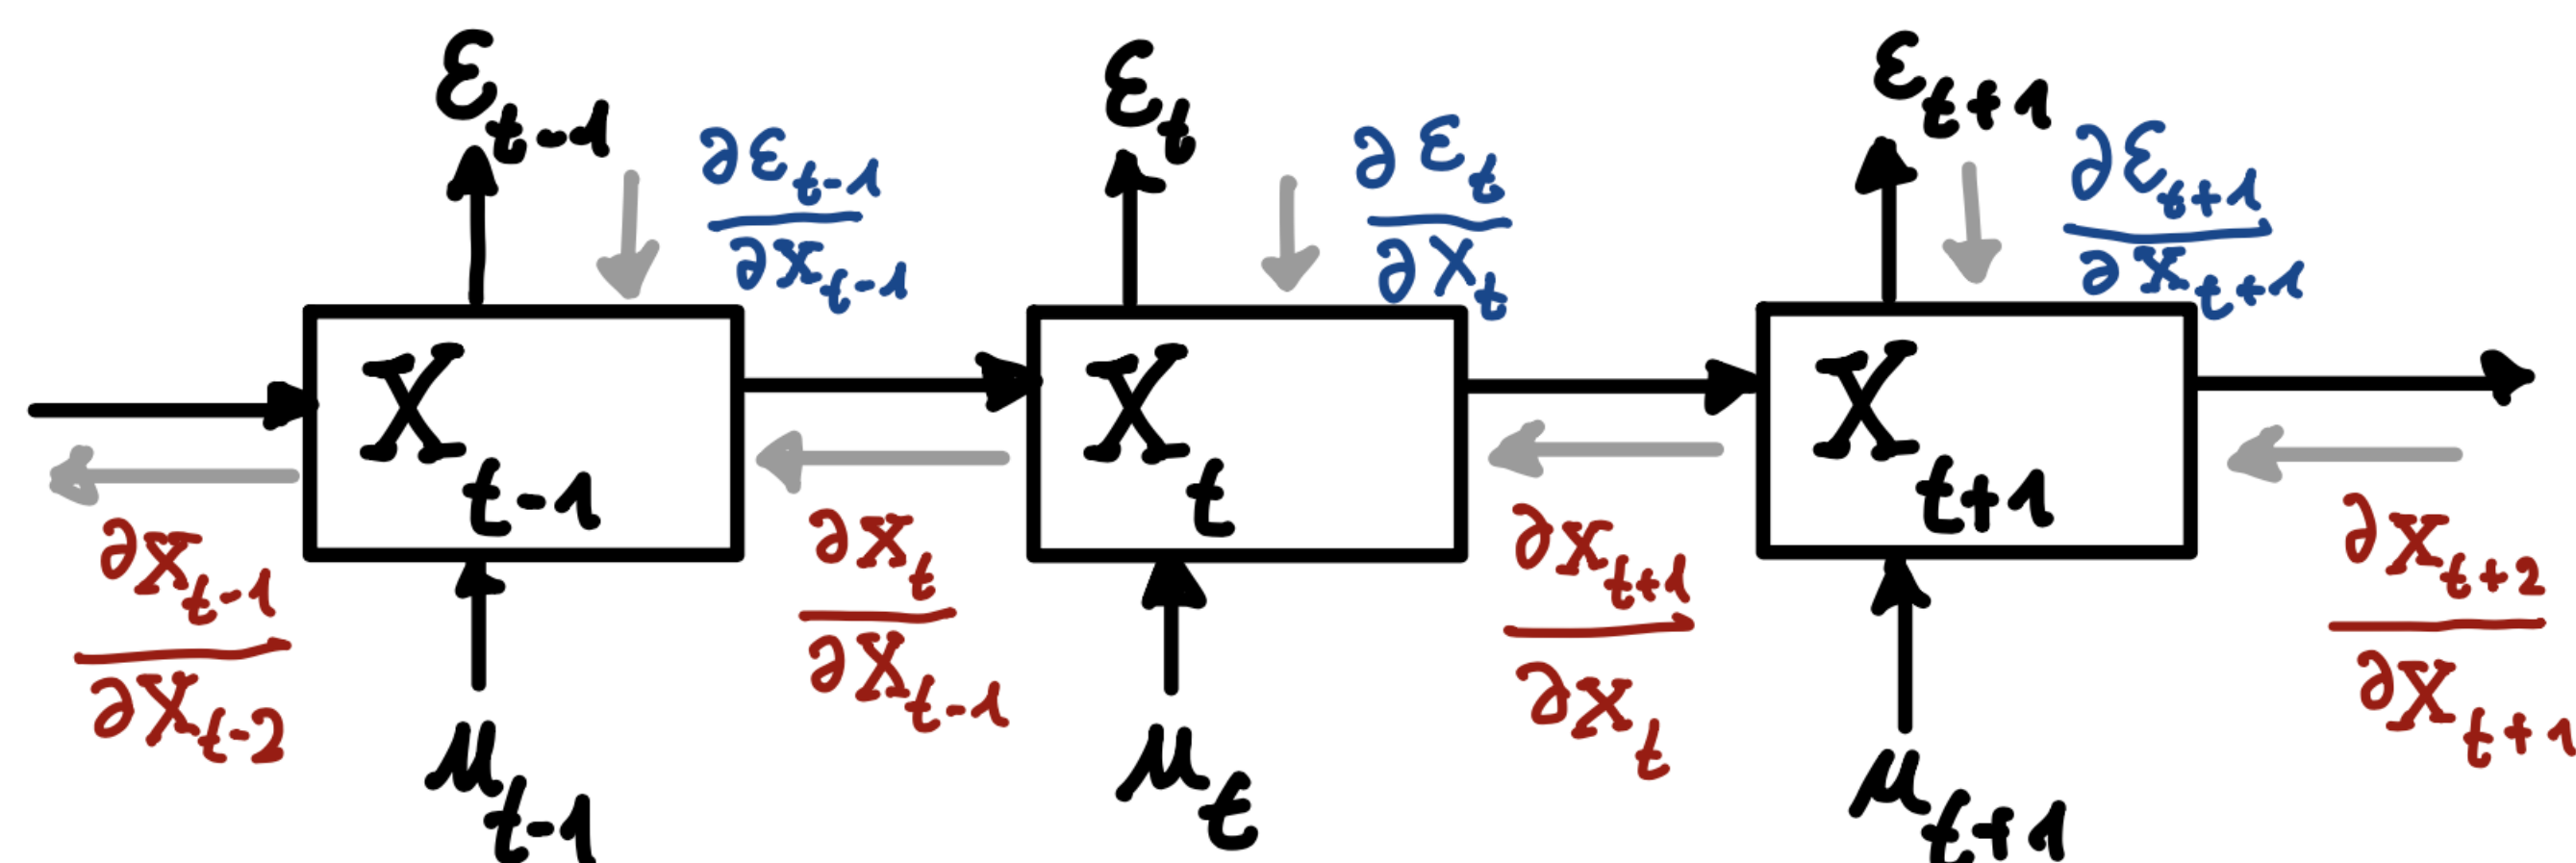 ε_{t-1}
∂ε_{t-1}/∂x_{t-1}
ε_t
∂ε_t/∂x_t
ε_{t+1}
∂ε_{t+1}/∂x_{t+1}
x_{t-1}
x_t
x_{t+1}
∂x_{t-1}/∂x_{t-2}
∂x_t/∂x_{t-1}
∂x_{t+1}/∂x_t
∂x_{t+2}/∂x_{t+1}
μ_{t-1}
μ_t
μ_{t+1}